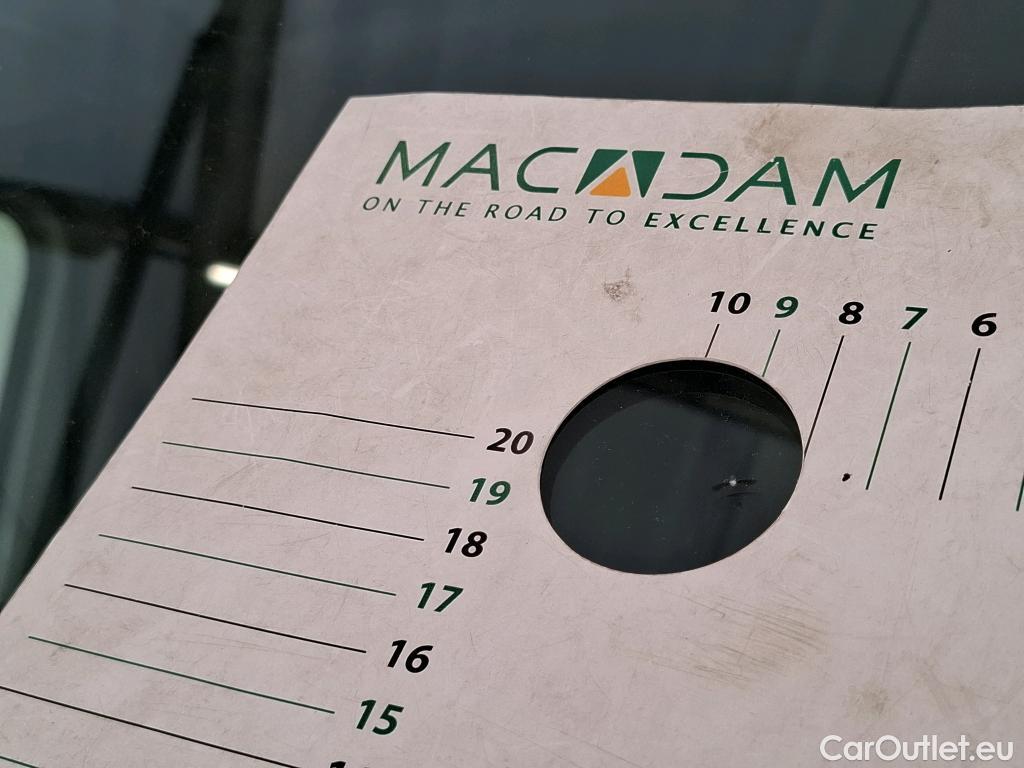 MACADAM
ON THE ROAD TO EXCELLENCE
10 9 8 7 6
20
19
18
17
16
15
CarOutlet.eu